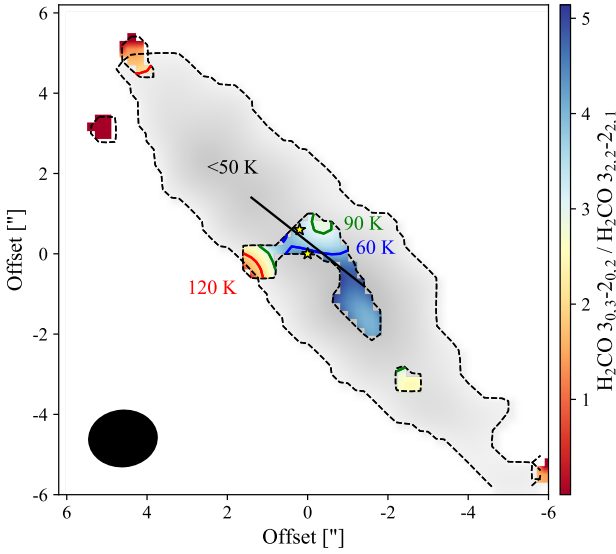 6
4
2
0
-2
-4
-6
6
4
2
0
-2
-4
-6
Offset ["]
Offset ["]
<50 K
90 K
60 K
120 K
5
4
3
2
1
H₂CO 3₀,₃-2₀,₂ / H₂CO 3₂,₂-2₂,₁